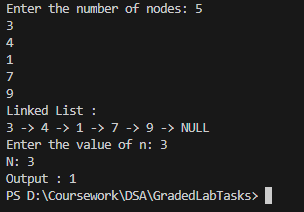 Enter the number of nodes: 5
3
4
1
7
9
Linked List :
3 -> 4 -> 1 -> 7 -> 9 -> NULL
Enter the value of n: 3
N: 3
Output : 1
PS D:\Coursework\DSA\GradedLabTasks>